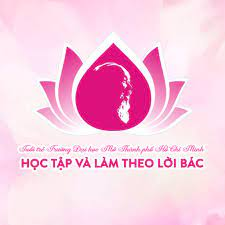 Tuổi trẻ Trường Đại học Mở Thành phố Hồ Chí Minh
HỌC TẬP VÀ LÀM THEO LỜI BÁC